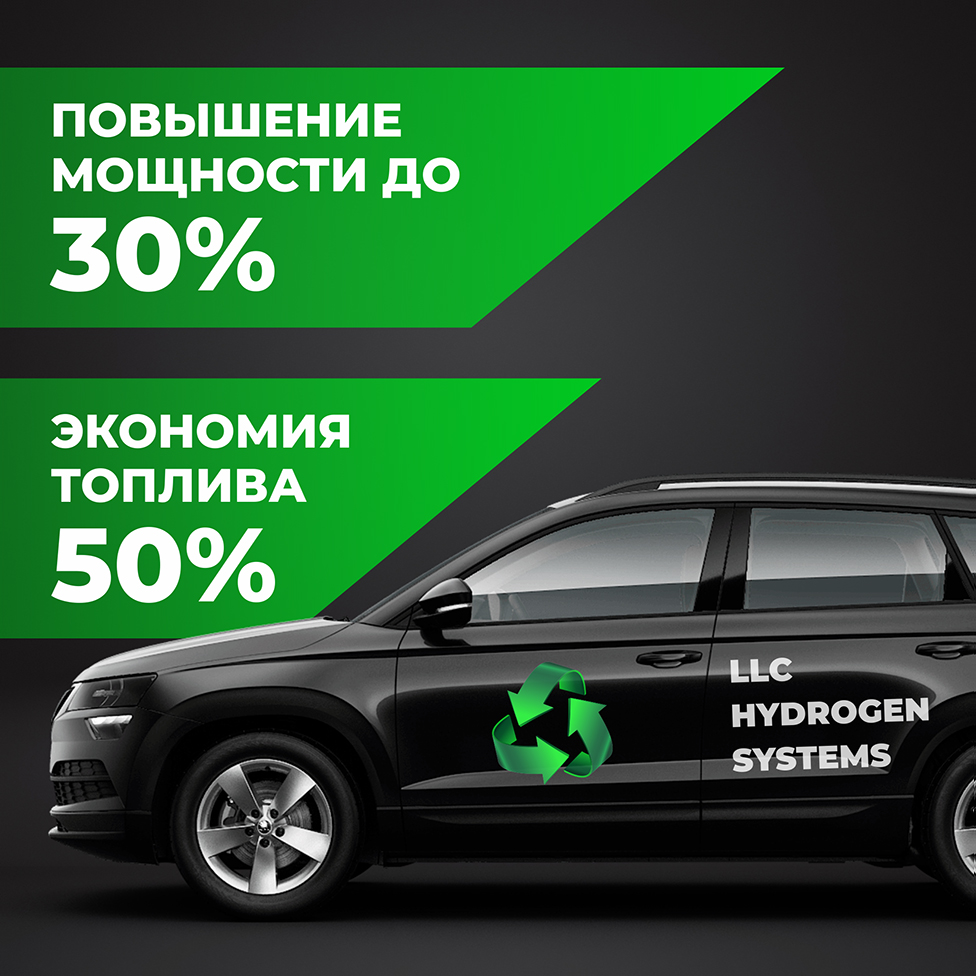 ПОВЫШЕНИЕ
МОЩНОСТИ ДО
30%
ЭКОНОМИЯ
ТОПЛИВА
50%
LLC
HYDROGEN
SYSTEMS